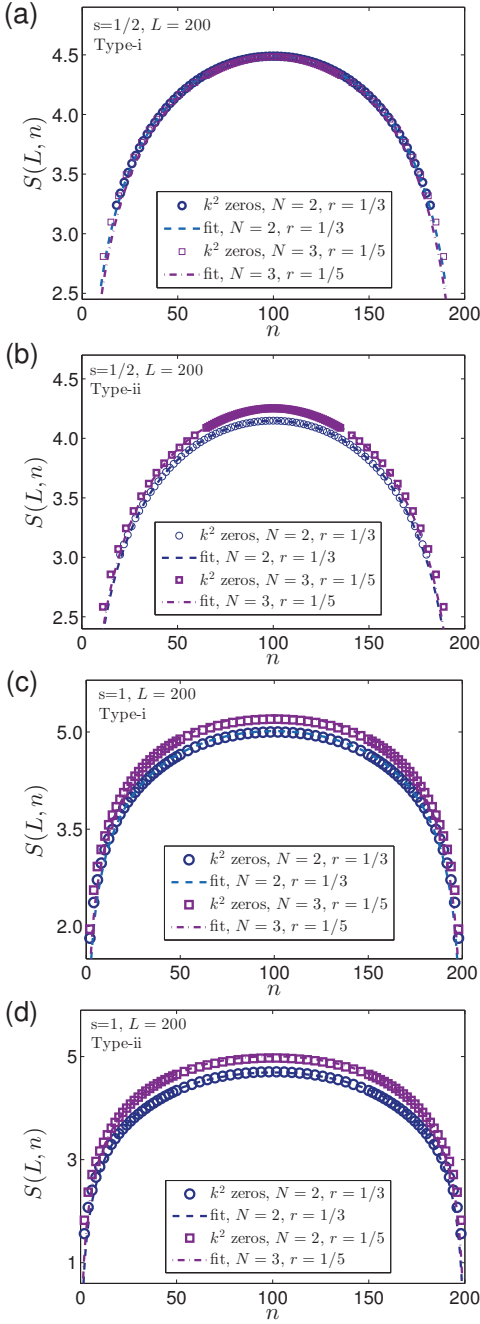 (a)
s=1/2, L = 200
Type-i
4.5
4.0
3.5
3.0
2.5
S(L, n)
k² zeros, N = 2, r = 1/3
fit, N = 2, r = 1/3
k² zeros, N = 3, r = 1/5
fit, N = 3, r = 1/5
0 50 100 150 200
n
(b)
s=1/2, L = 200
Type-ii
4.5
4.0
3.5
3.0
2.5
S(L, n)
k² zeros, N = 2, r = 1/3
fit, N = 2, r = 1/3
k² zeros, N = 3, r = 1/5
fit, N = 3, r = 1/5
0 50 100 150 200
n
(c)
s=1, L = 200
Type-i
5.0
3.5
2.0
S(L, n)
k² zeros, N = 2, r = 1/3
fit, N = 2, r = 1/3
k² zeros, N = 3, r = 1/5
fit, N = 3, r = 1/5
0 50 100 150 200
n
(d)
s=1, L = 200
Type-ii
5
3
1
S(L, n)
k² zeros, N = 2, r = 1/3
fit, N = 2, r = 1/3
k² zeros, N = 2, r = 1/5
fit, N = 3, r = 1/5
0 50 100 150 200
n